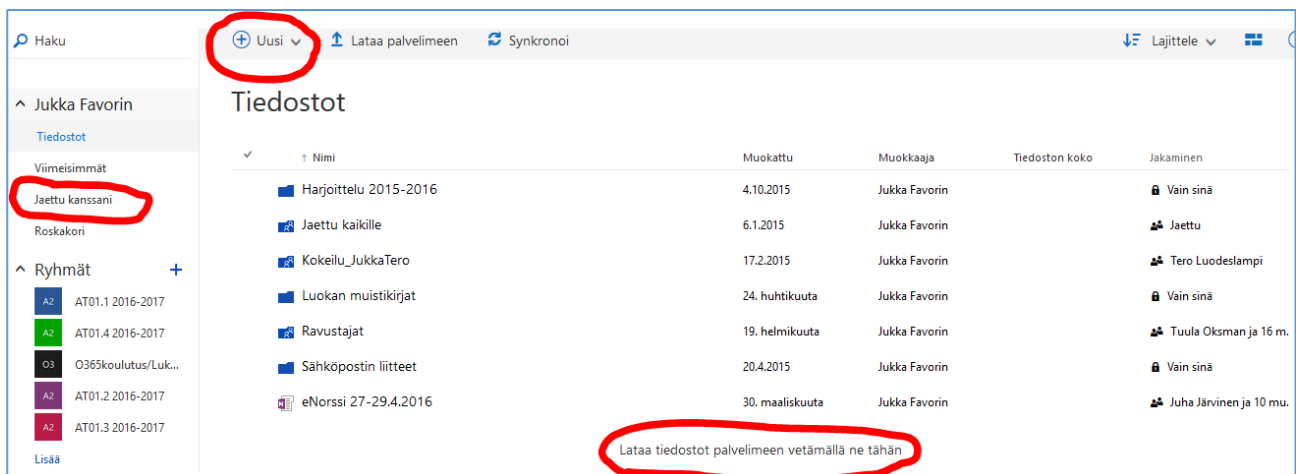 Haku
Uusi Lataa palvelimeen Synkronoi Lajittele
Jukka Favorin
Tiedostot
Viimeisimmät
Jaettu kanssani
Roskakori
Ryhmät +
A2 AT01.1 2016-2017
A2 AT01.4 2016-2017
O3 O365koulutus/Luk...
A2 AT01.2 2016-2017
A2 AT01.3 2016-2017
Lisää
Tiedostot
Nimi Muokattu Muokkaaja Tiedoston koko Jakaminen
Harjoittelu 2015-2016 4.10.2015 Jukka Favorin Vain sinä
Jaettu kaikille 6.1.2015 Jukka Favorin Jaettu
Kokeilu_JukkaTero 17.2.2015 Jukka Favorin Tero Luodeslampi
Luokan muistikirjat 24. huhtikuuta Jukka Favorin Vain sinä
Ravustajat 19. helmikuuta Jukka Favorin Tuula Oksman ja 16 m.
Sähköpostin liitteet 20.4.2015 Jukka Favorin Vain sinä
eNorssi 27-29.4.2016 30. maaliskuuta Jukka Favorin Juha Järvinen ja 10 mu.
Lataa tiedostot palvelimeen vetämällä ne tähän